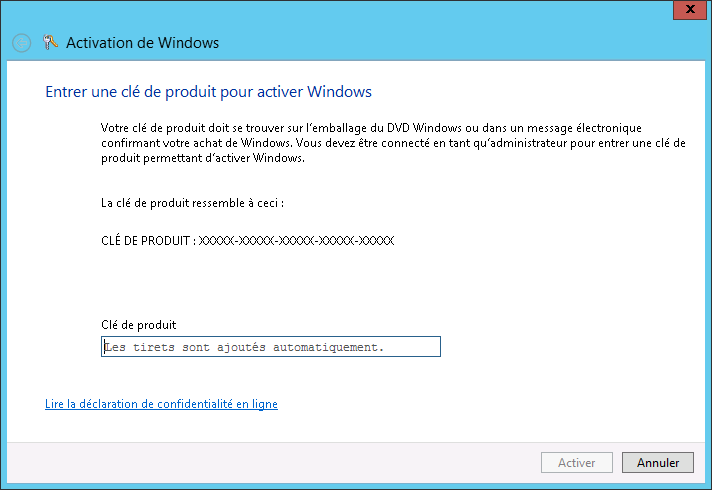 Activation de Windows
Entrer une clé de produit pour activer Windows
Votre clé de produit doit se trouver sur l'emballage du DVD Windows ou dans un message électronique
confirmant votre achat de Windows. Vous devez être connecté en tant qu'administrateur pour entrer une clé de
produit permettant d'activer Windows.
La clé de produit ressemble à ceci :
CLÉ DE PRODUIT : XXXXX-XXXXX-XXXXX-XXXXX-XXXXX
Clé de produit
Les tirets sont ajoutés automatiquement.
Lire la déclaration de confidentialité en ligne
Activer
Annuler